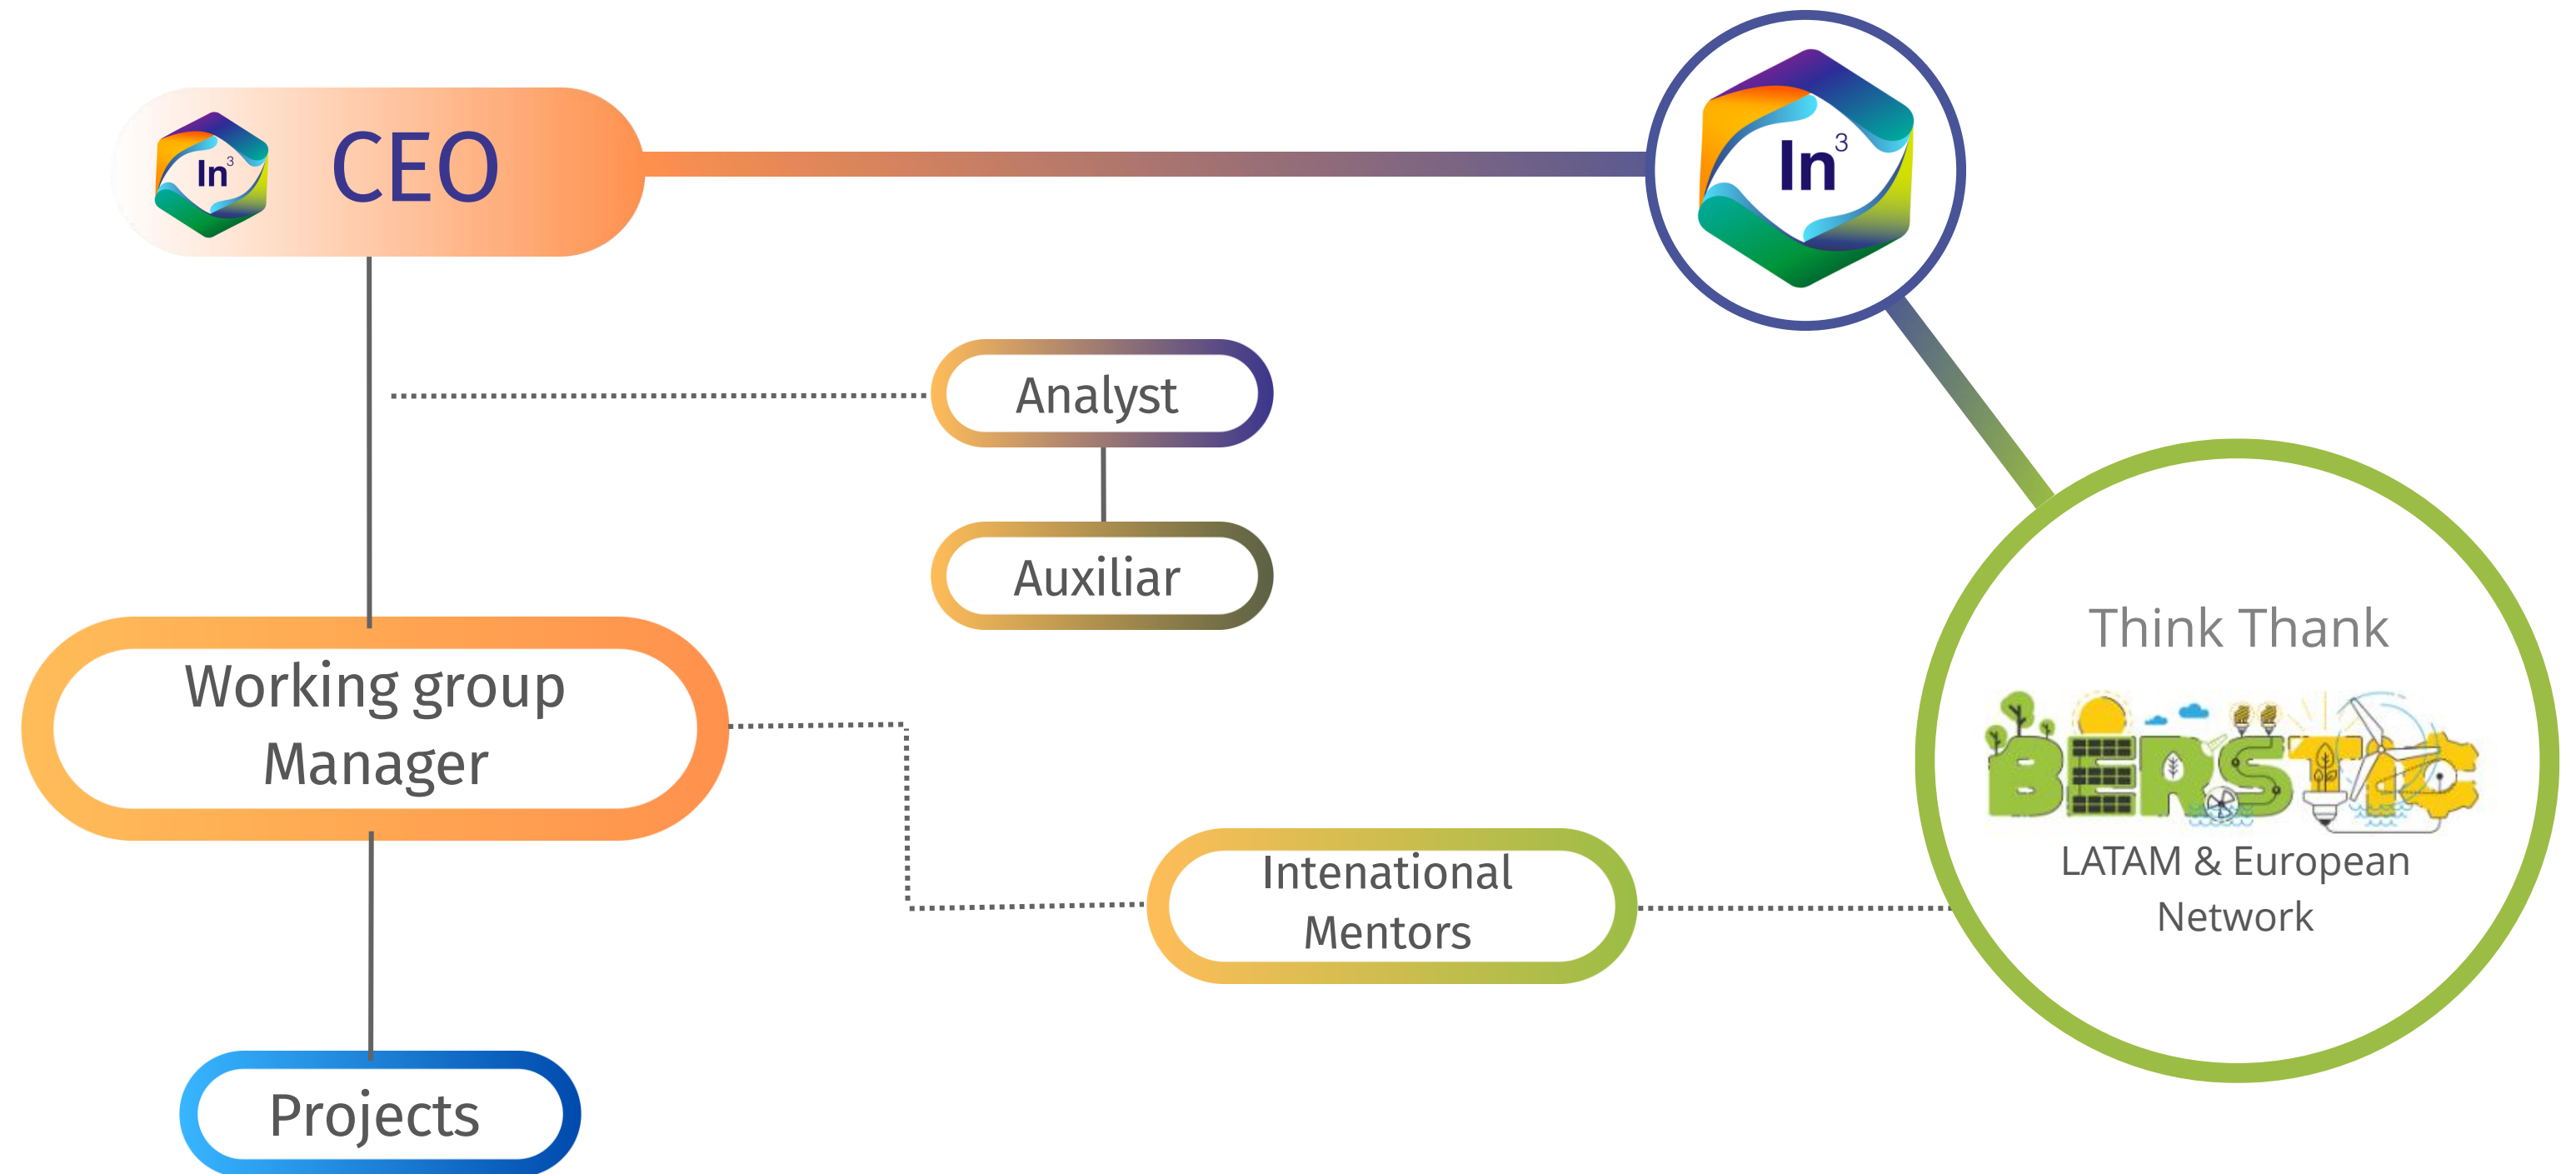 In³
CEO
In³
Analyst
Auxiliar
Working group
Manager
Think Thank
BERSTIC
LATAM & European
Network
Intenational
Mentors
Projects